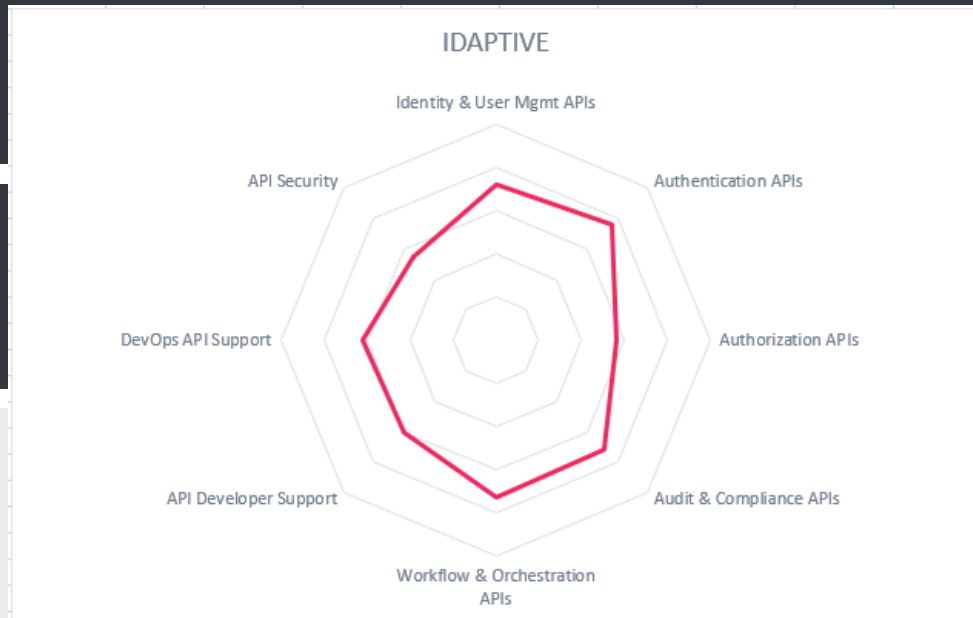 IDAPTIVE
Identity & User Mgmt APIs
API Security
Authentication APIs
DevOps API Support
Authorization APIs
API Developer Support
Audit & Compliance APIs
Workflow & Orchestration
APIs